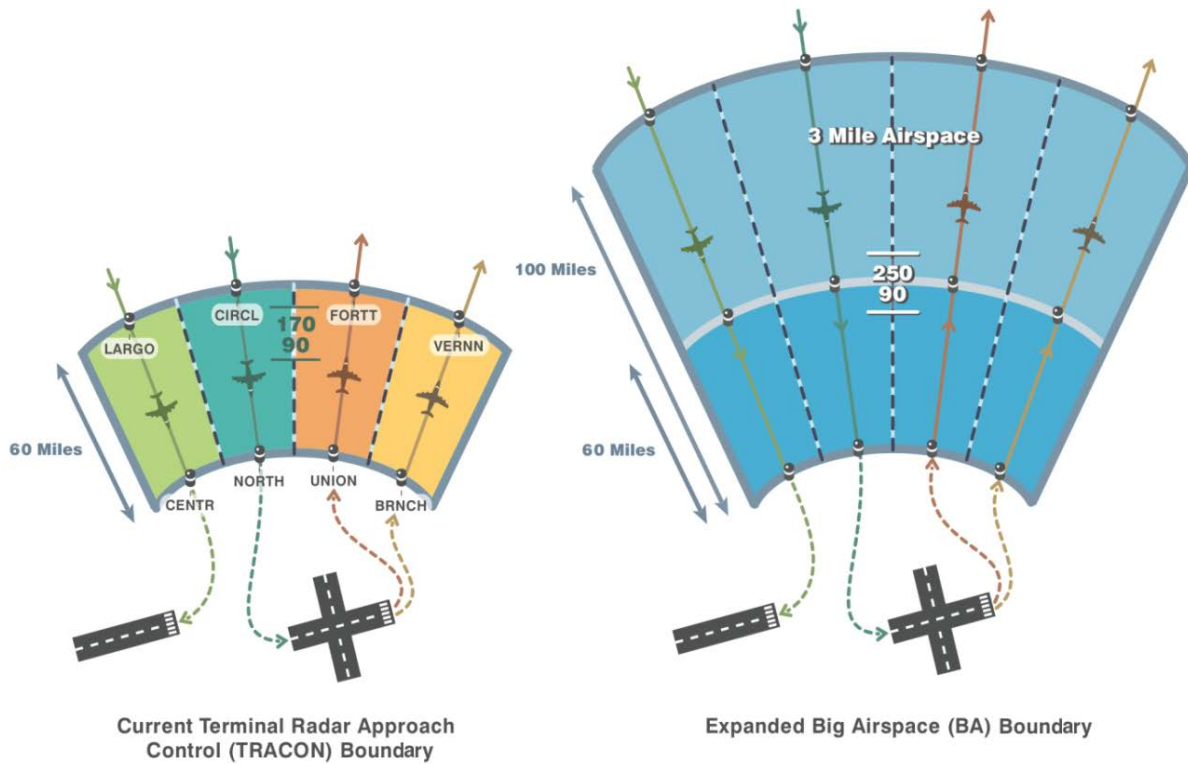 3 Mile Airspace
250
90
100 Miles
60 Miles
CIRCL
FORTT
LARGO
VERNN
170
90
60 Miles
CENTR
NORTH
UNION
BRNCH
Current Terminal Radar Approach
Control (TRACON) Boundary
Expanded Big Airspace (BA) Boundary